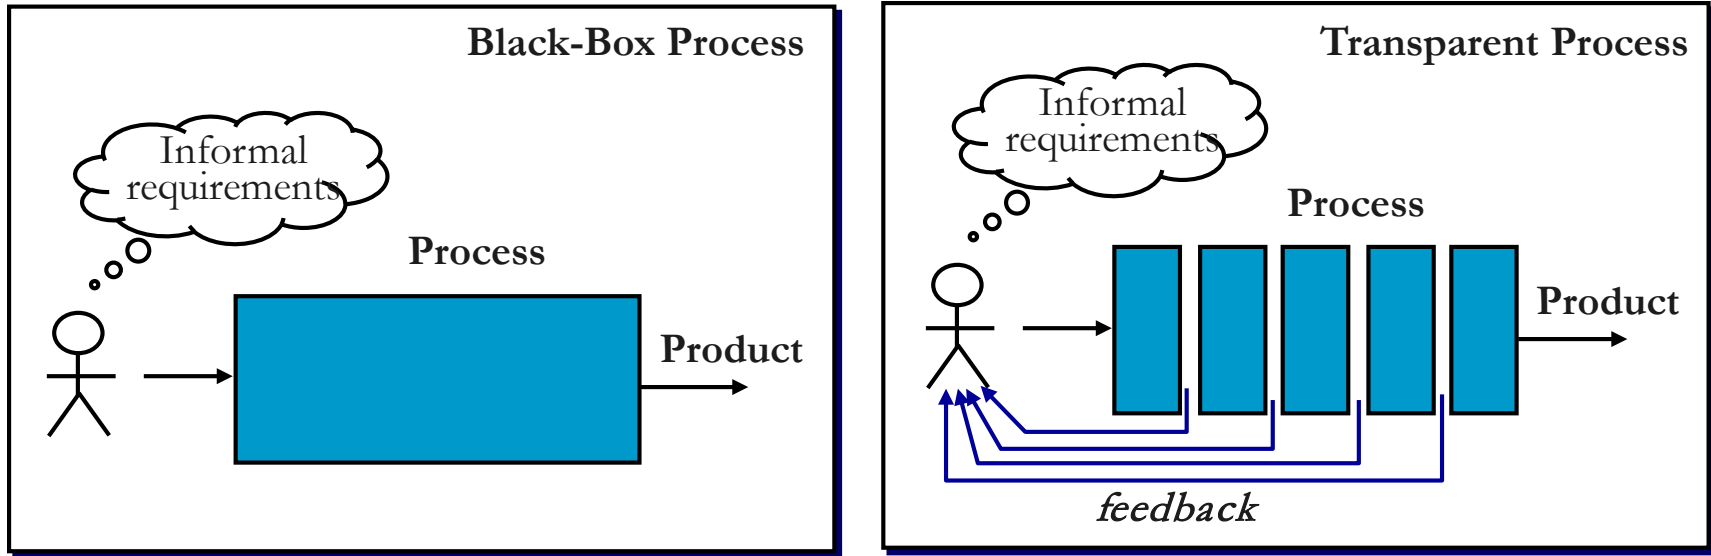 Black-Box Process
Informal
requirements
Process
Product
Transparent Process
Informal
requirements
Process
Product
feedback